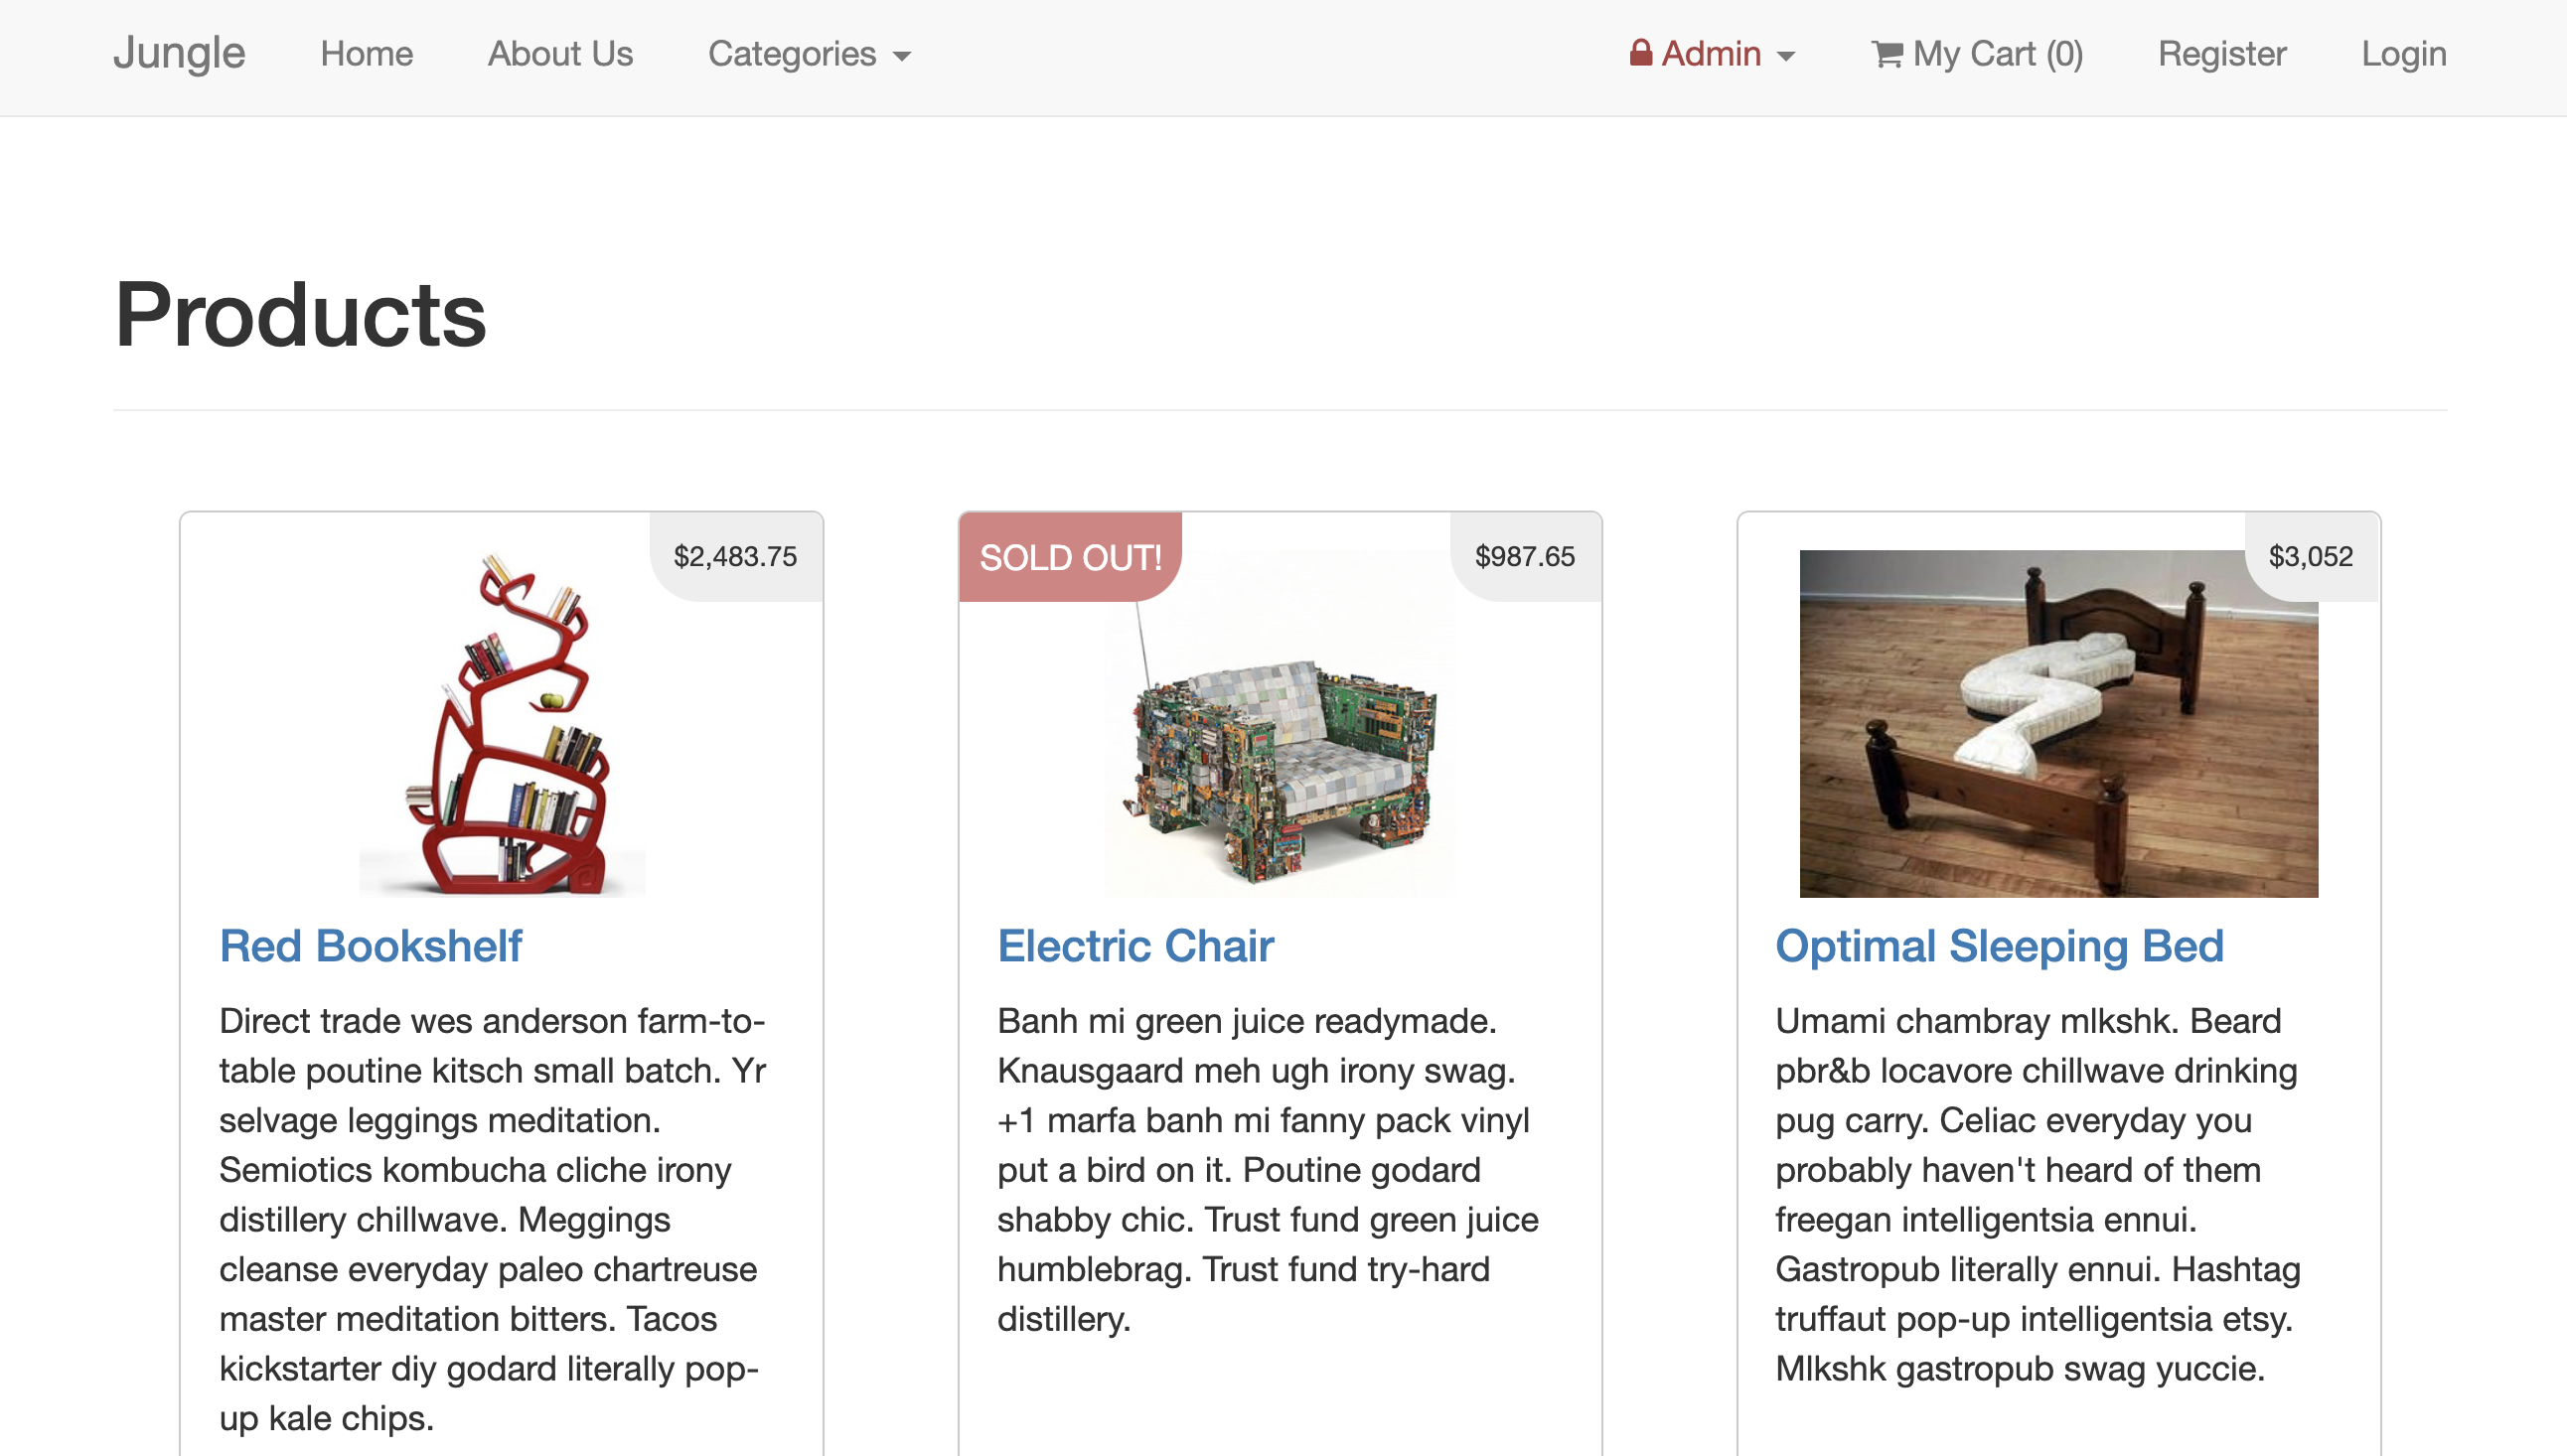 Jungle Home About Us Categories Admin My Cart (0) Register Login
Products
$2,483.75
Red Bookshelf
Direct trade wes anderson farm-to-
table poutine kitsch small batch. Yr
selvage leggings meditation.
Semiotics kombucha cliche irony
distillery chillwave. Meggings
cleanse everyday paleo chartreuse
master meditation bitters. Tacos
kickstarter diy godard literally pop-
up kale chips.
SOLD OUT!
$987.65
Electric Chair
Banh mi green juice readymade.
Knausgaard meh ugh irony swag.
+1 marfa banh mi fanny pack vinyl
put a bird on it. Poutine godard
shabby chic. Trust fund green juice
humblebrag. Trust fund try-hard
distillery.
$3,052
Optimal Sleeping Bed
Umami chambray mlkshk. Beard
pbr&b locavore chillwave drinking
pug carry. Celiac everyday you
probably haven't heard of them
freegan intelligentsia ennui.
Gastropub literally ennui. Hashtag
truffaut pop-up intelligentsia etsy.
Mlkshk gastropub swag yuccie.